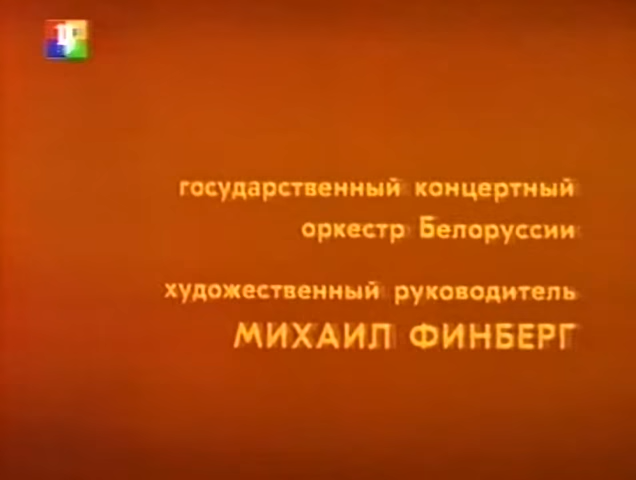 государственный концертный
оркестр Белоруссии
художественный руководитель
МИХАИЛ ФИНБЕРГ